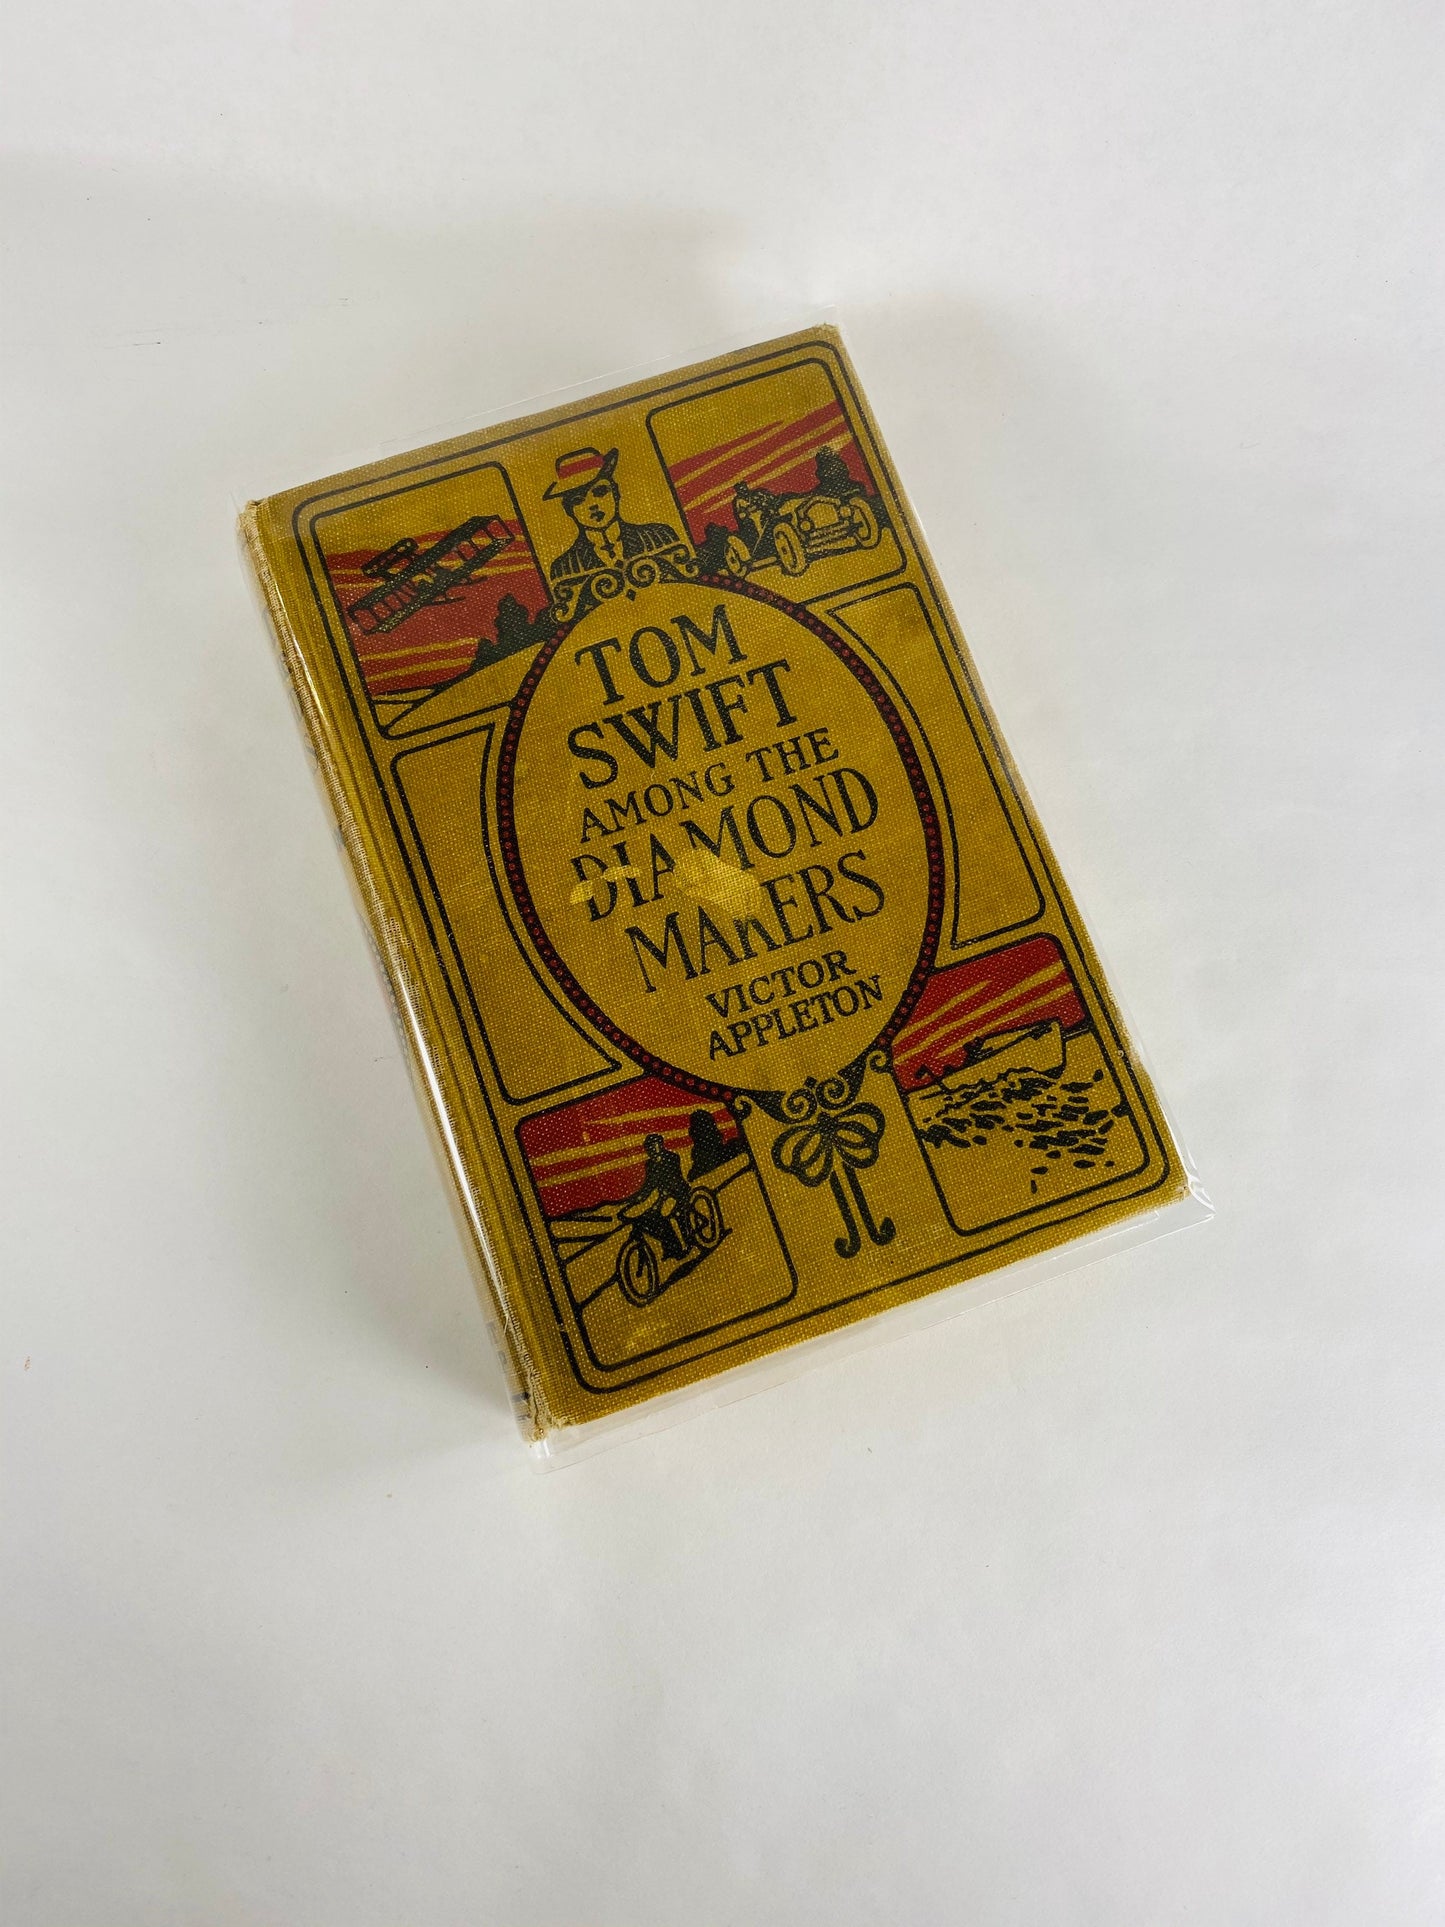 TOM
SWIFT
AMONG THE
DIAMOND
MAKERS
VICTOR
APPLETON